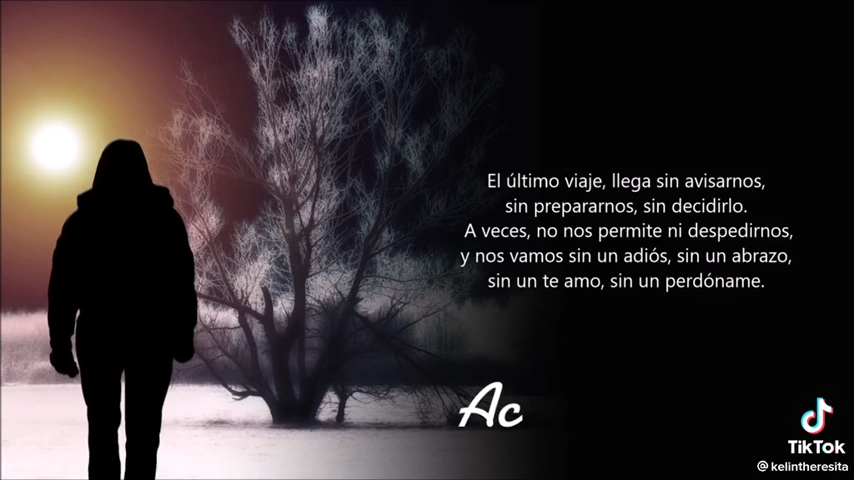 El último viaje, llega sin avisarnos,
sin prepararnos, sin decidirlo.
A veces, no nos permite ni despedirnos,
y nos vamos sin un adiós, sin un abrazo,
sin un te amo, sin un perdóname.
Ac
TikTok
@kelintheresita